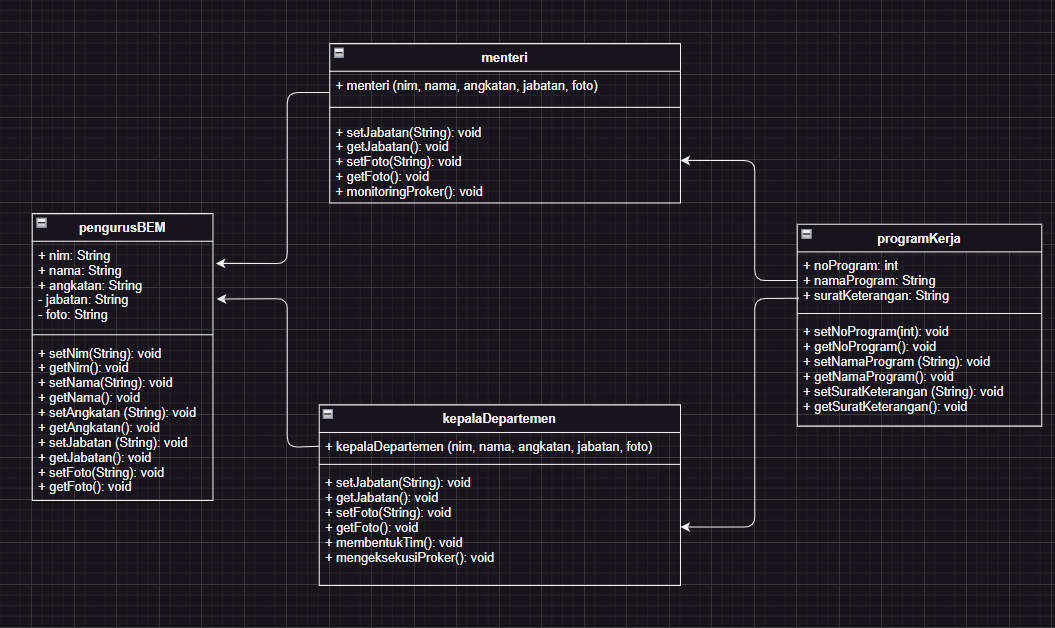 menteri
+ menteri (nim, nama, angkatan, jabatan, foto)
+ setJabatan(String): void
+ getJabatan(): void
+ setFoto(String): void
+ getFoto(): void
+ monitoringProker(): void
pengurusBEM
+ nim: String
+ nama: String
+ angkatan: String
- jabatan: String
- foto: String
+ setNim(String): void
+ getNim(): void
+ setNama(String): void
+ getNama(): void
+ setAngkatan (String): void
+ getAngkatan(): void
+ setJabatan (String): void
+ getJabatan(): void
+ setFoto(String): void
+ getFoto(): void
kepalaDepartemen
+ kepalaDepartemen (nim, nama, angkatan, jabatan, foto)
+ setJabatan(String): void
+ getJabatan(): void
+ setFoto(String): void
+ getFoto(): void
+ membentukTim(): void
+ mengeksekusiProker(): void
programKerja
+ noProgram: int
+ namaProgram: String
+ suratKeterangan: String
+ setNoProgram(int): void
+ getNoProgram(): void
+ setNamaProgram (String): void
+ getNamaProgram(): void
+ setSuratKeterangan (String): void
+ getSuratKeterangan(): void